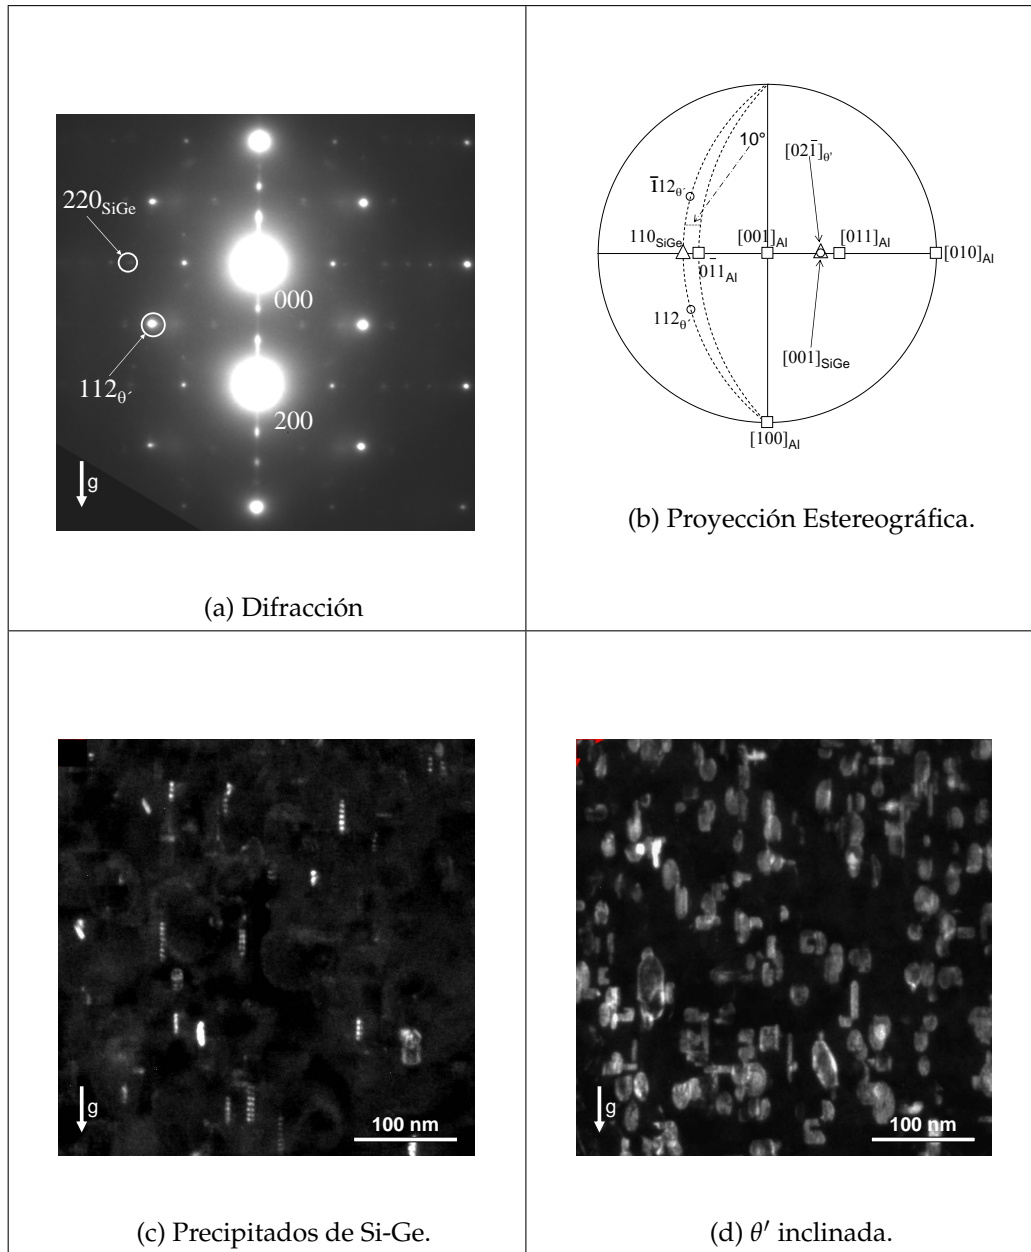 220SiGe
000
112θ´
200
g
(a) Difracción
10°
[021̅]θ'
1̅12θ´
110SiGe
[001]Al
[011]Al
01̅1Al
[010]Al
112θ´
[001]SiGe
[100]Al
(b) Proyección Estereográfica.
g
100 nm
(c) Precipitados de Si-Ge.
g
100 nm
(d) θ′ inclinada.